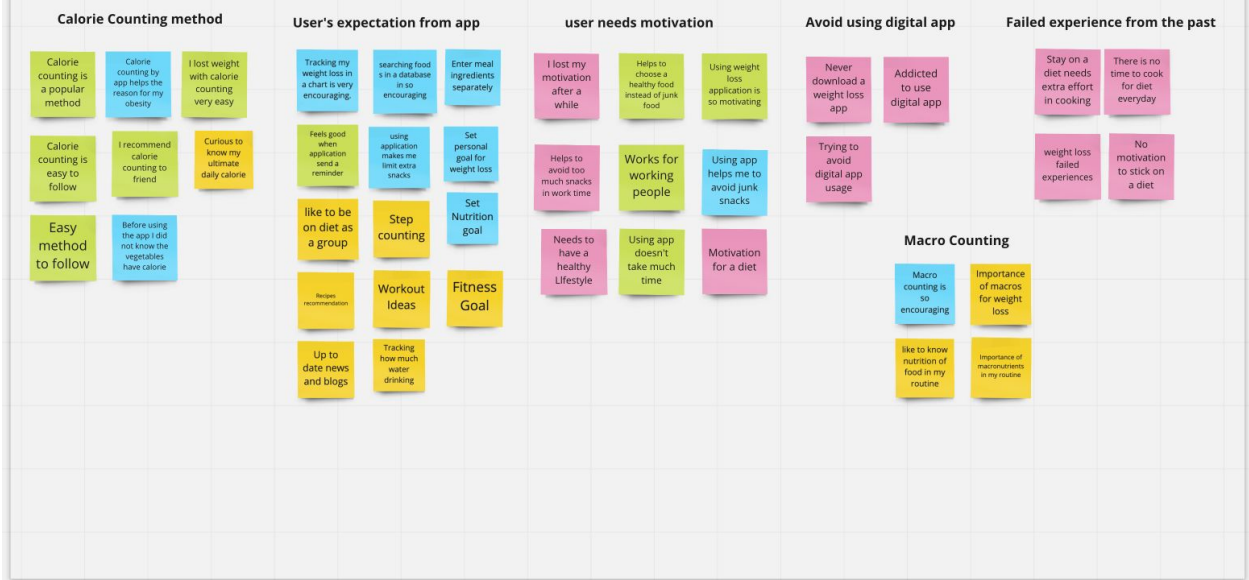 Calorie Counting method
Calorie
counting is
a popular
method
Calorie
counting by
app helps the
reason for my
obesity
I lost weight
with calorie
counting
very easy
Calorie
counting is
easy to
follow
I recommend
calorie
counting to
friend
Curious to
know my
ultimate
daily calorie
Easy
method
to follow
Before using
the app I did
not know the
vegetables
have calorie
User's expectation from app
Tracking my
weight loss in
a chart is very
encouraging.
searching food
s in a database
in so
encouraging
Enter meal
ingredients
separately
Feels good
when
application
send a
reminder
using
application
makes me
limit extra
snacks
Set
personal
goal for
weight loss
like to be
on diet as
a group
Step
counting
Set
Nutrition
goal
Recipes
recommendation
Workout
Ideas
Fitness
Goal
Up to
date news
and blogs
Tracking
how much
water
drinking
user needs motivation
I lost my
motivation
after a
while
Helps to
choose a
healthy food
instead of junk
food
Using weight
loss
application is
so motivating
Helps to
avoid too
much snacks
in work time
Works for
working
people
Using app
helps me to
avoid junk
snacks
Needs to
have a
healthy
LIfestyle
Using app
doesn't
take much
time
Motivation
for a diet
Avoid using digital app
Never
download a
weight loss
app
Addicted
to use
digital app
Trying to
avoid
digital app
usage
Failed experience from the past
Stay on a
diet needs
extra effort
in cooking
There is no
time to cook
for diet
everyday
weight loss
failed
experiences
No
motivation
to stick on
a diet
Macro Counting
Macro
counting is
so
encouraging
Importance
of macros
for weight
loss
like to know
nutrition of
food in my
routine
Importance of
macronutrients
in my routine